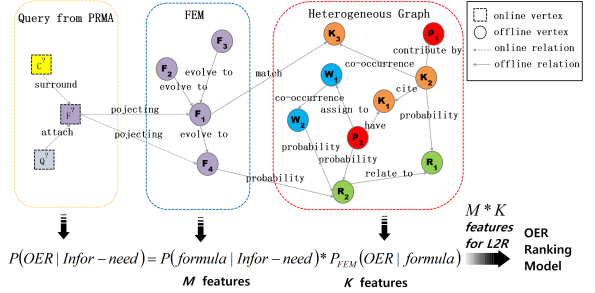 Query from PRMA
FEM
Heterogeneous Graph
online vertex
offline vertex
online relation
offline relation
C?
surround
F?
attach
Q?
pojecting
pojecting
F3
F2
evolve to
evolve to
F1
evolve to
F4
match
probability
K3
P1
contribute by
co-occurrence
K2
W1
cite
co-occurrence
K1
assign to
W2
have
P2
probability
probability
probability
R1
relate to
R2
P(OER | Infor-need) = P(formula | Infor-need)* PFEM(OER | formula)
M features
K features
M * K
features
for L2R
OER
Ranking
Model